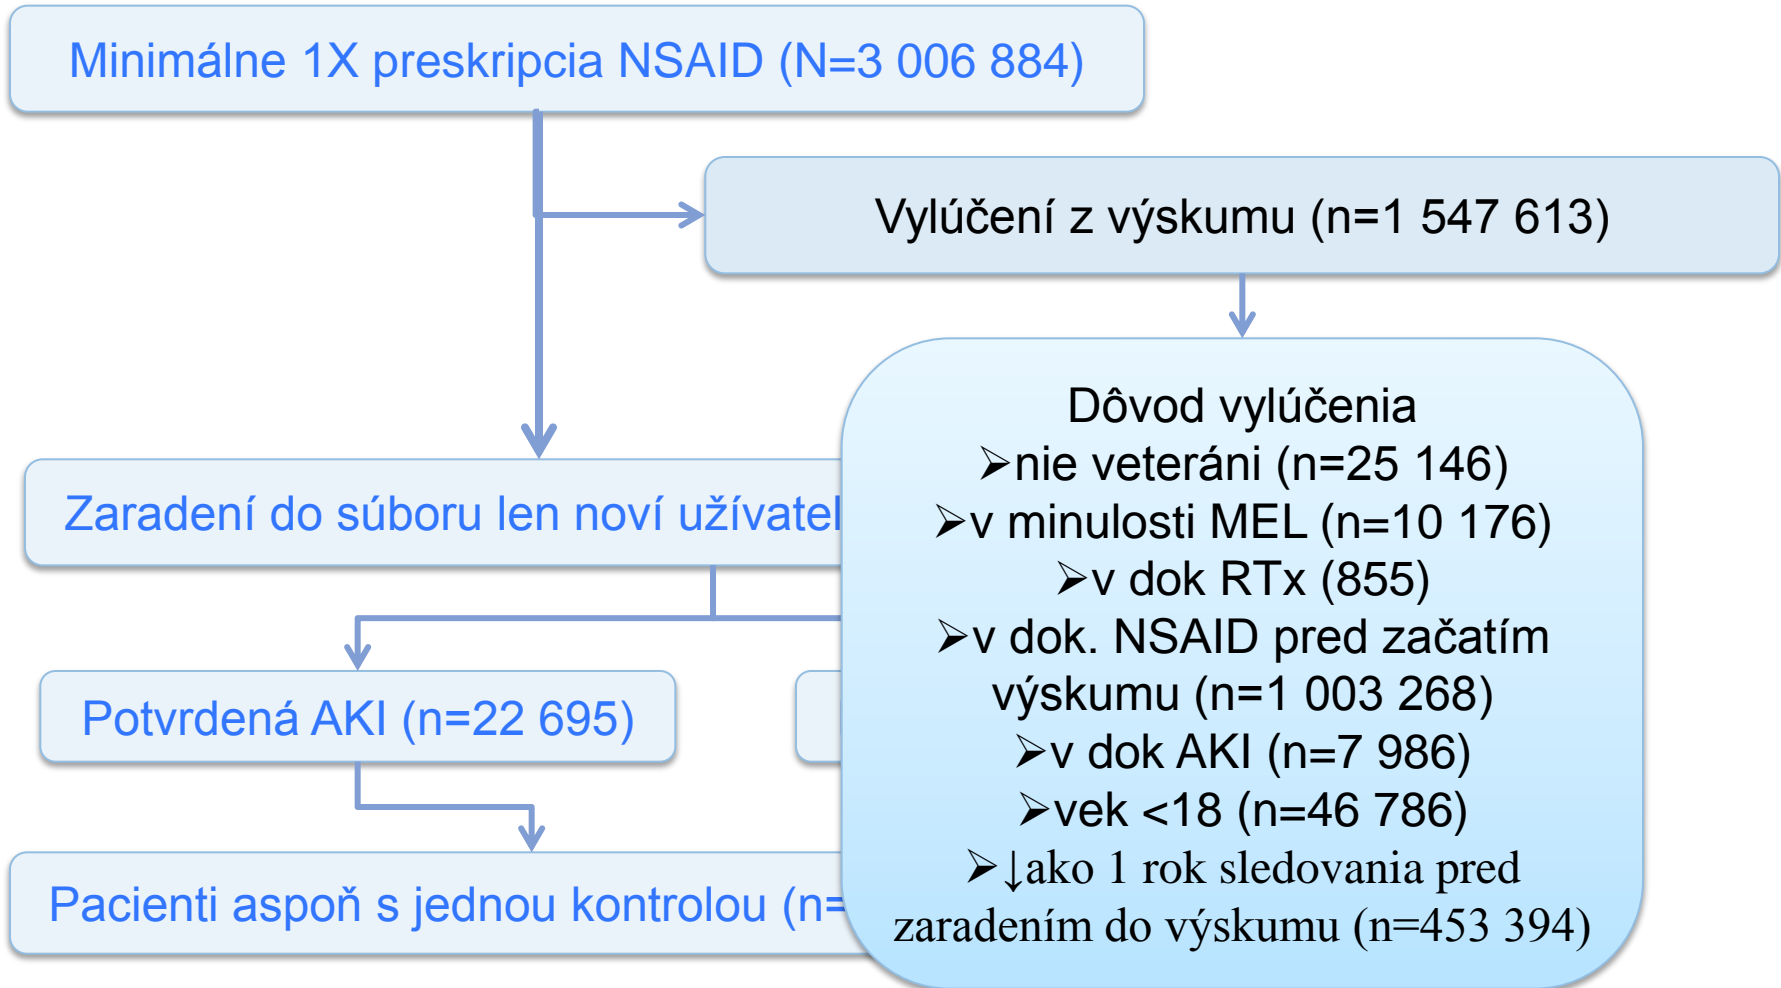 Minimálne 1X preskripcia NSAID (N=3 006 884)
Vylúčení z výskumu (n=1 547 613)
Dôvod vylúčenia
➢nie veteráni (n=25 146)
➢v minulosti MEL (n=10 176)
➢v dok RTx (855)
➢v dok. NSAID pred začatím
výskumu (n=1 003 268)
➢v dok AKI (n=7 986)
➢vek <18 (n=46 786)
➢↓ako 1 rok sledovania pred
zaradením do výskumu (n=453 394)
Zaradení do súboru len noví užívatel
Potvrdená AKI (n=22 695)
Pacienti aspoň s jednou kontrolou (n=